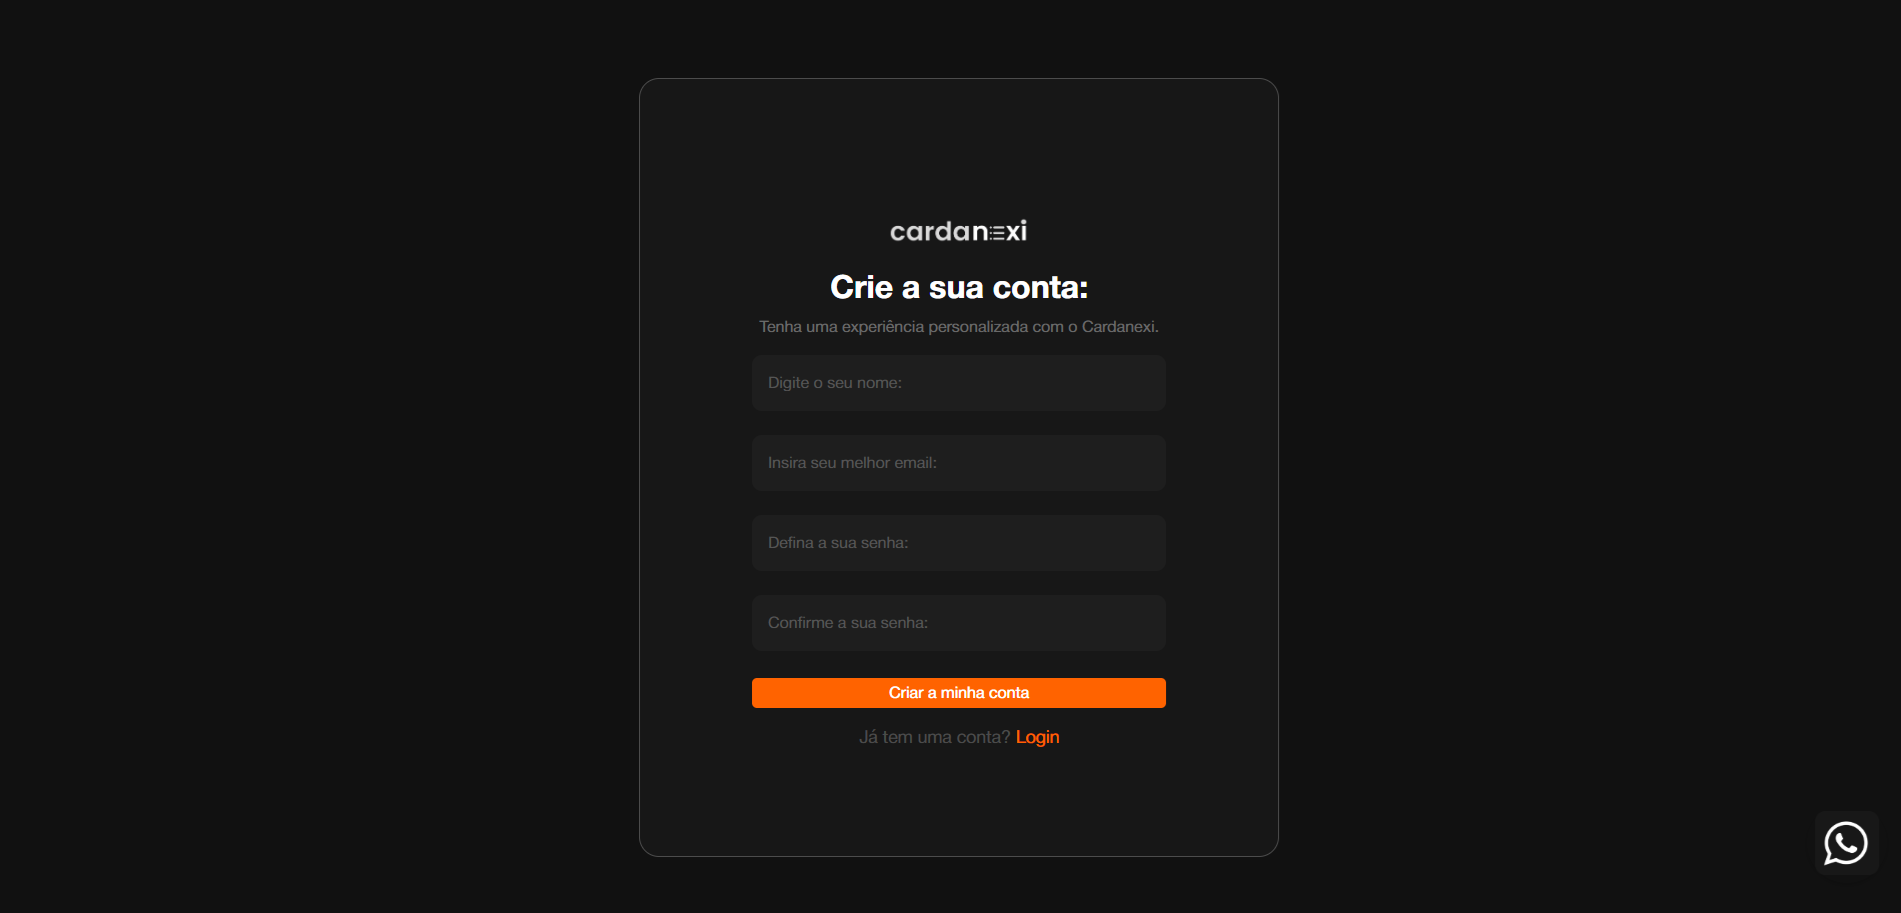 cardanexi
Crie a sua conta:
Tenha uma experiência personalizada com o Cardanexi.
Digite o seu nome:
Insira seu melhor email:
Defina a sua senha:
Confirme a sua senha:
Criar a minha conta
Já tem uma conta? Login